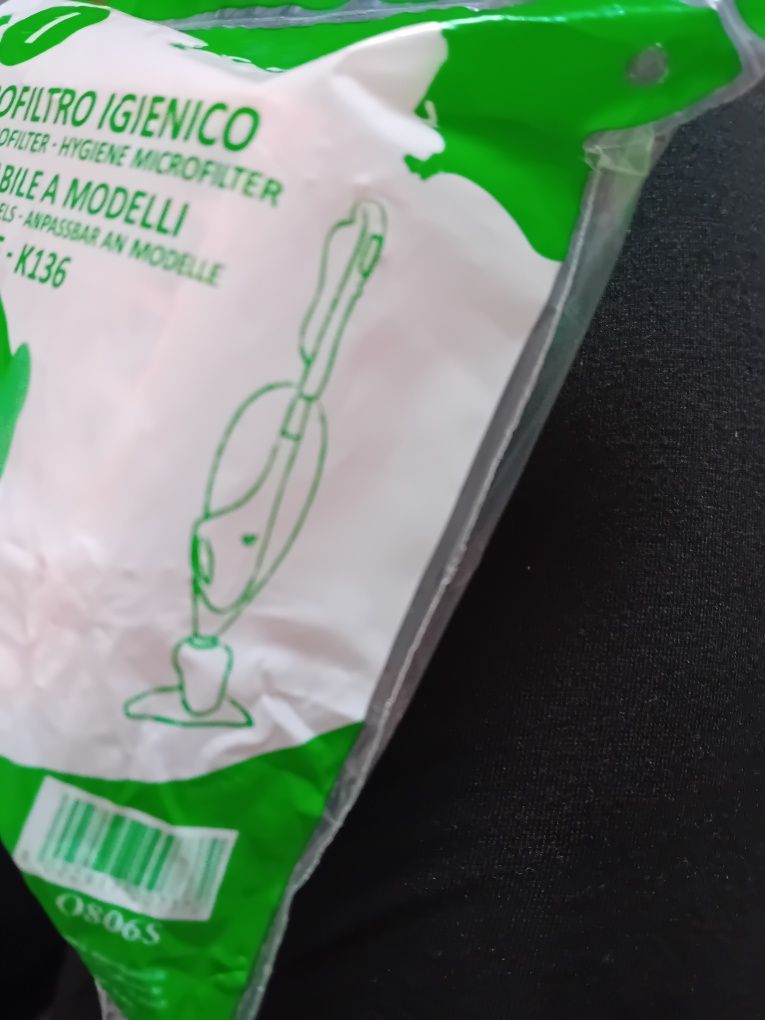 OFILTRO IGIENICO
OFILTER - HYGIENE MICROFILTER
BILE A MODELLI
ELS - ANPASSBAR AN MODELLE
- K136
O806S